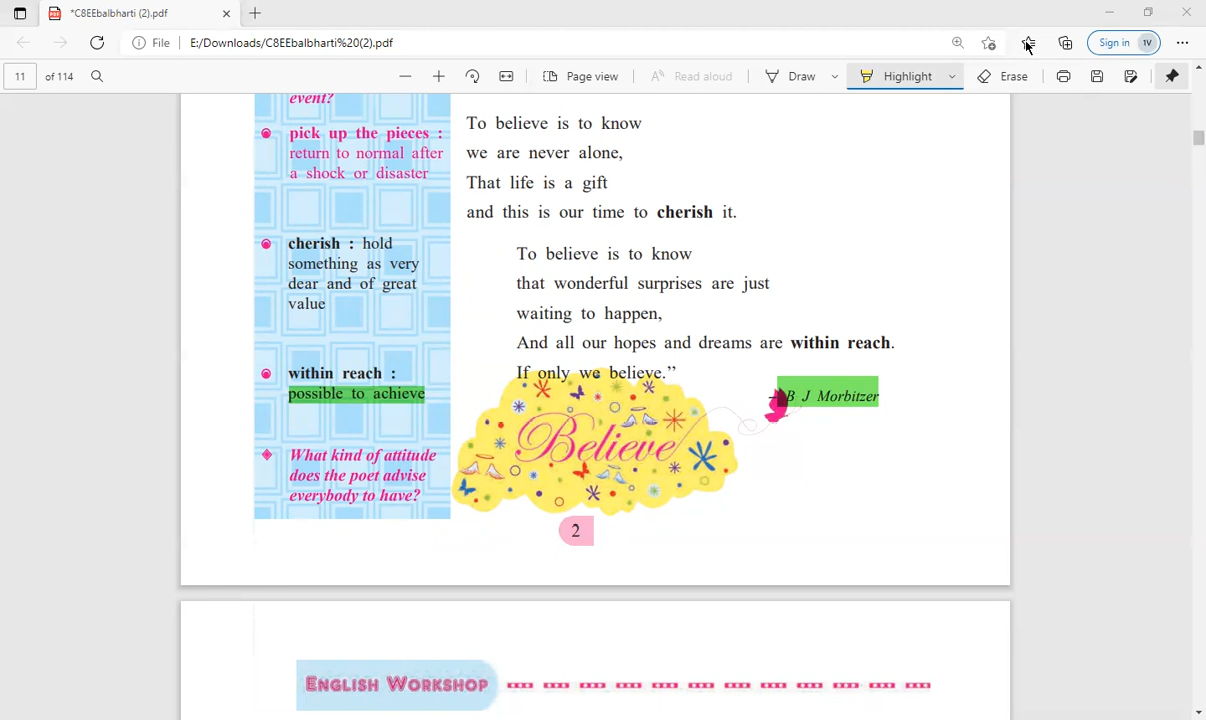 *C8EEbalbharti (2).pdf
File
E:/Downloads/C8EEbalbharti%20(2).pdf
Sign in
1V
11
of 114
Page view
Read aloud
Draw
Highlight
Erase
event?
pick up the pieces :
return to normal after
a shock or disaster
cherish : hold
something as very
dear and of great
value
within reach :
possible to achieve
What kind of attitude
does the poet advise
everybody to have?
To believe is to know
we are never alone,
That life is a gift
and this is our time to cherish it.
To believe is to know
that wonderful surprises are just
waiting to happen,
And all our hopes and dreams are within reach.
If only we believe.”
–B J Morbitzer
Believe
2
English Workshop